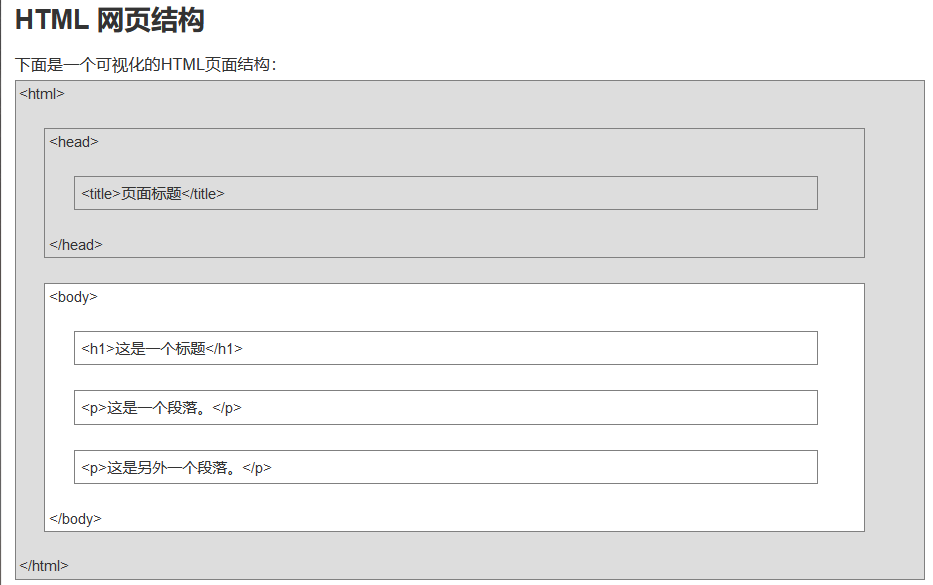 HTML 网页结构
下面是一个可视化的HTML页面结构：
<html>
<head>
<title>页面标题</title>
</head>
<body>
<h1>这是一个标题</h1>
<p>这是一个段落。</p>
<p>这是另外一个段落。</p>
</body>
</html>